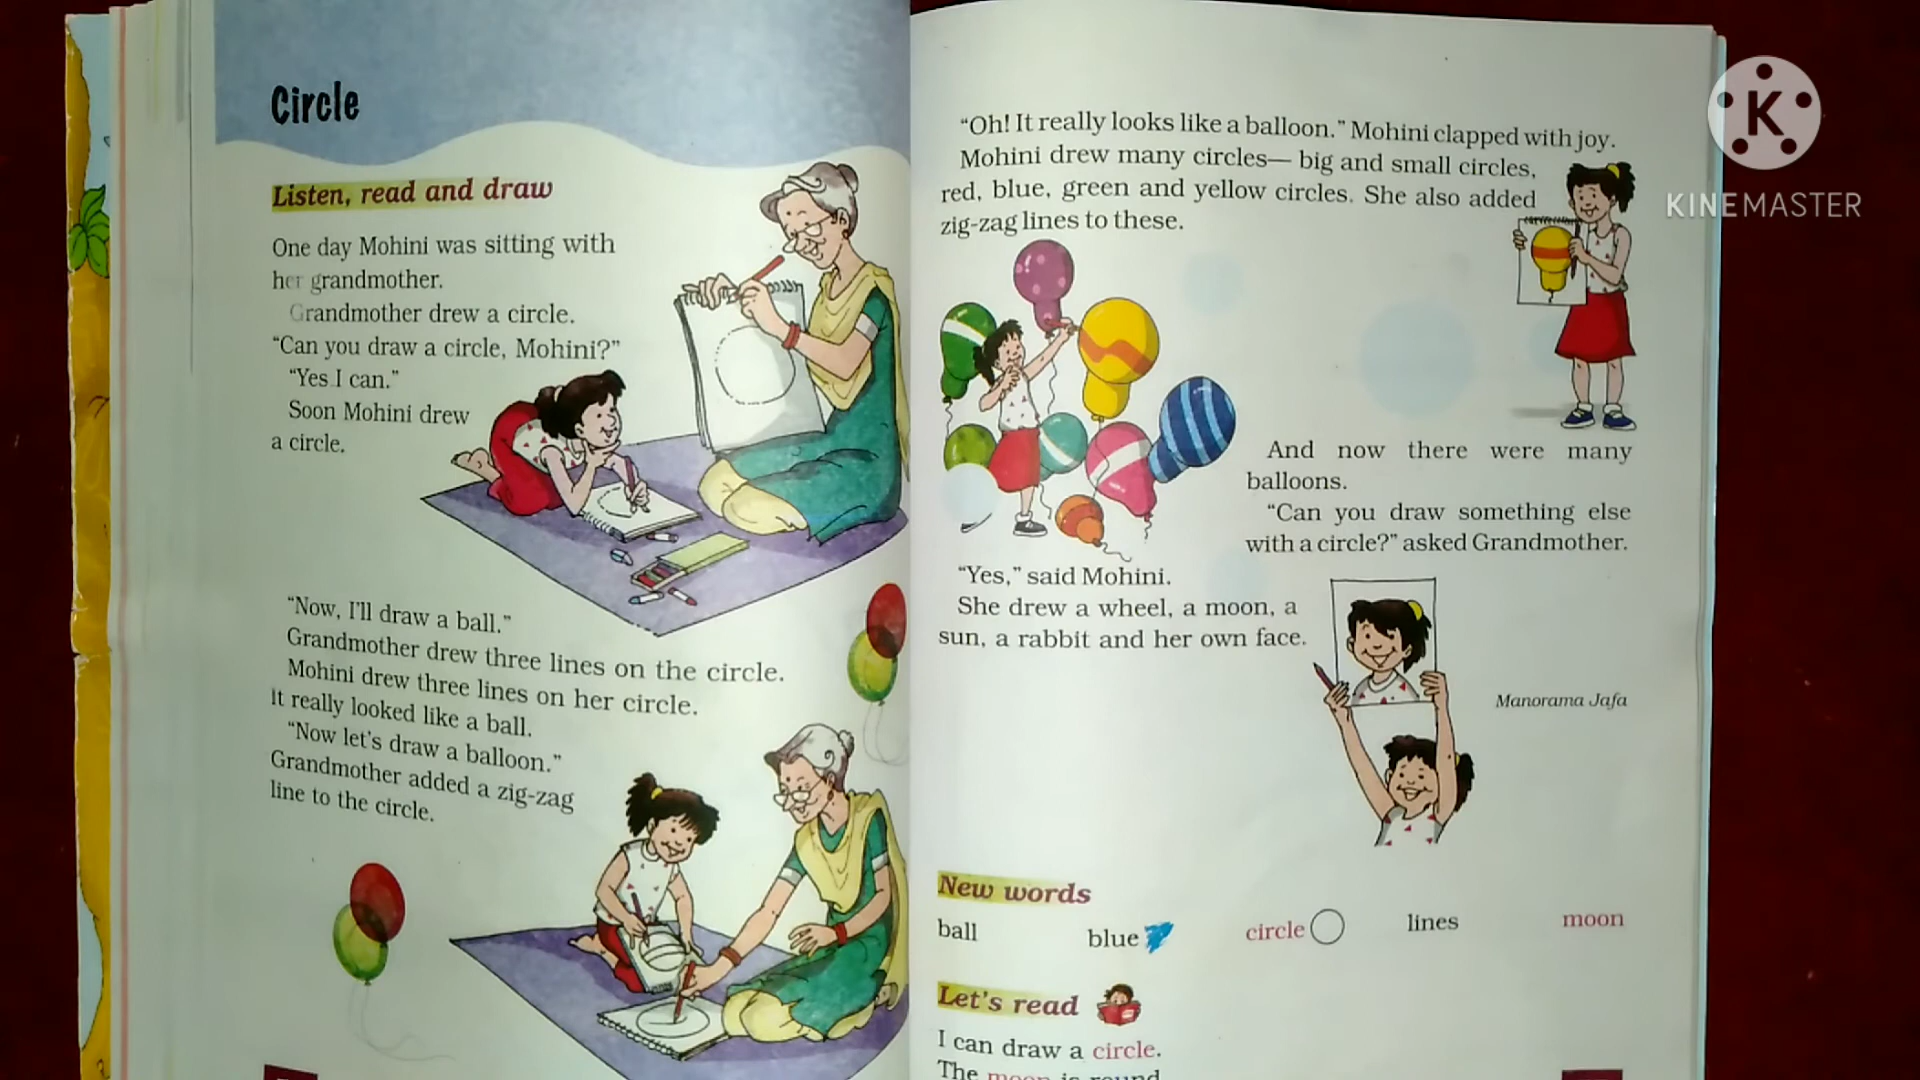 Circle
Listen, read and draw
One day Mohini was sitting with
her grandmother.
Grandmother drew a circle.
“Can you draw a circle, Mohini?”
“Yes I can.”
Soon Mohini drew
a circle.
“Now, I’ll draw a ball.”
Grandmother drew three lines on the circle.
Mohini drew three lines on her circle.
It really looked like a ball.
“Now let’s draw a balloon.”
Grandmother added a zig-zag
line to the circle.
“Oh! It really looks like a balloon.” Mohini clapped with joy.
Mohini drew many circles— big and small circles,
red, blue, green and yellow circles. She also added
zig-zag lines to these.
And now there were many
balloons.
“Can you draw something else
with a circle?” asked Grandmother.
“Yes,” said Mohini.
She drew a wheel, a moon, a
sun, a rabbit and her own face.
Manorama Jafa
New words
ball blue circle lines moon
Let’s read
I can draw a circle.
The moon is round
K
KINEMASTER